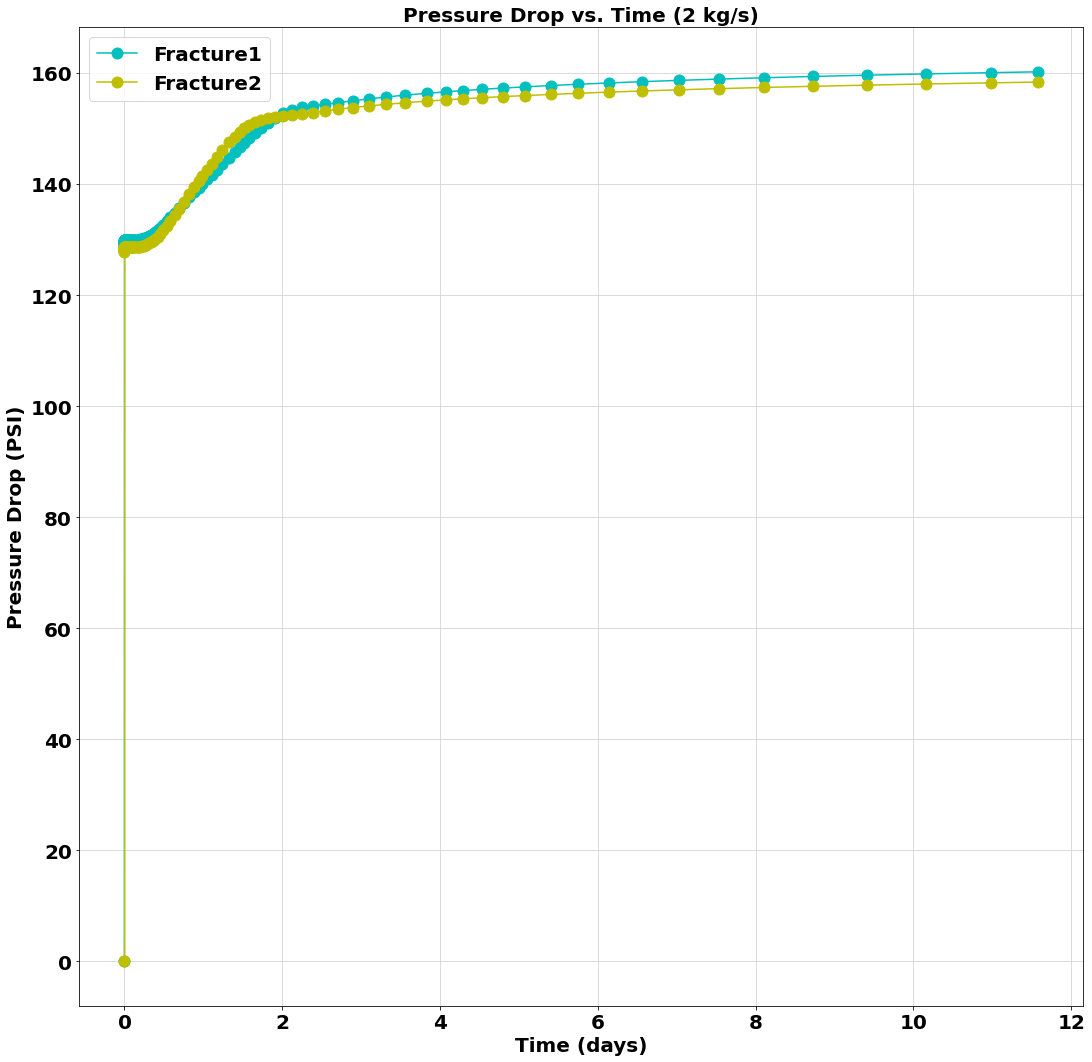 Pressure Drop vs. Time (2 kg/s)
Fracture1
Fracture2
Pressure Drop (PSI)
160
140
120
100
80
60
40
20
0
0 2 4 6 8 10 12
Time (days)